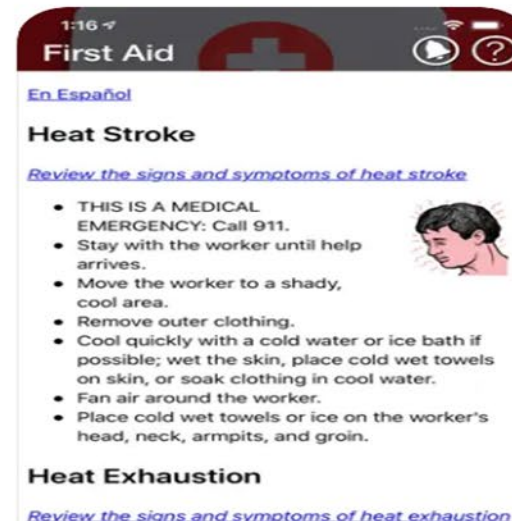 1:16
First Aid
?
En Español
Heat Stroke
Review the signs and symptoms of heat stroke
• THIS IS A MEDICAL
EMERGENCY: Call 911.
• Stay with the worker until help
arrives.
• Move the worker to a shady,
cool area.
• Remove outer clothing.
• Cool quickly with a cold water or ice bath if
possible; wet the skin, place cold wet towels
on skin, or soak clothing in cool water.
• Fan air around the worker.
• Place cold wet towels or ice on the worker's
head, neck, armpits, and groin.
Heat Exhaustion
Review the signs and symptoms of heat exhaustion